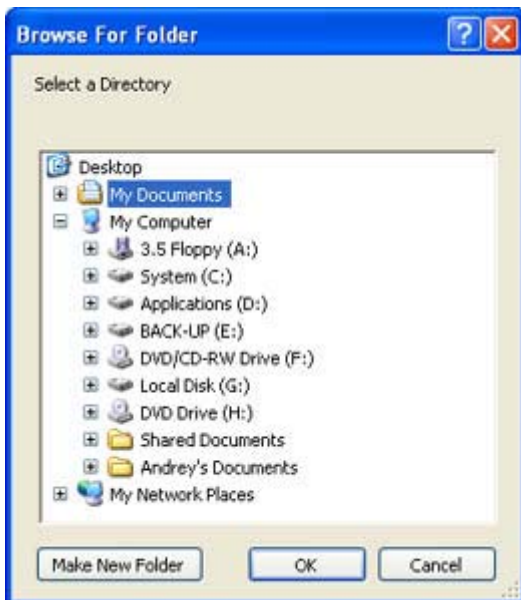 Browse For Folder
Select a Directory
Desktop
My Documents
My Computer
3.5 Floppy (A:)
System (C:)
Applications (D:)
BACK-UP (E:)
DVD/CD-RW Drive (F:)
Local Disk (G:)
DVD Drive (H:)
Shared Documents
Andrey's Documents
My Network Places
Make New Folder OK Cancel